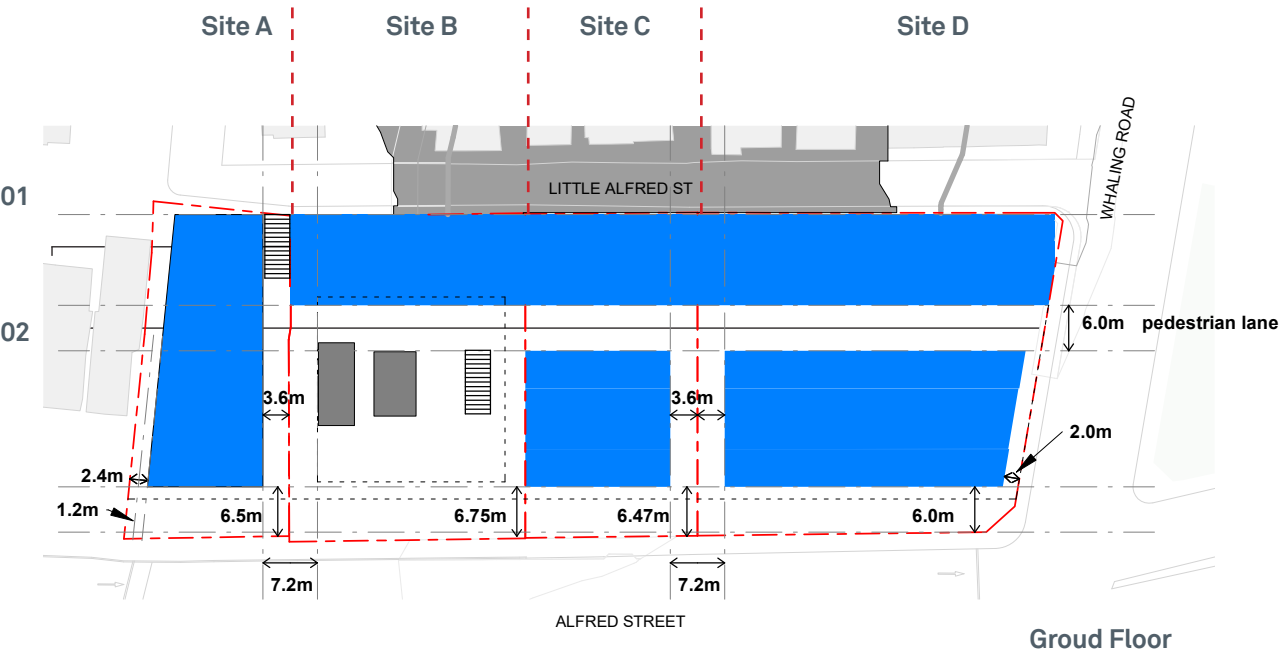 Site A Site B Site C Site D
WHALING ROAD
LITTLE ALFRED ST
01
6.0m pedestrian lane
02
3.6m 3.6m
2.0m
2.4m
1.2m
6.5m 6.75m 6.47m 6.0m
7.2m 7.2m
ALFRED STREET
Groud Floor